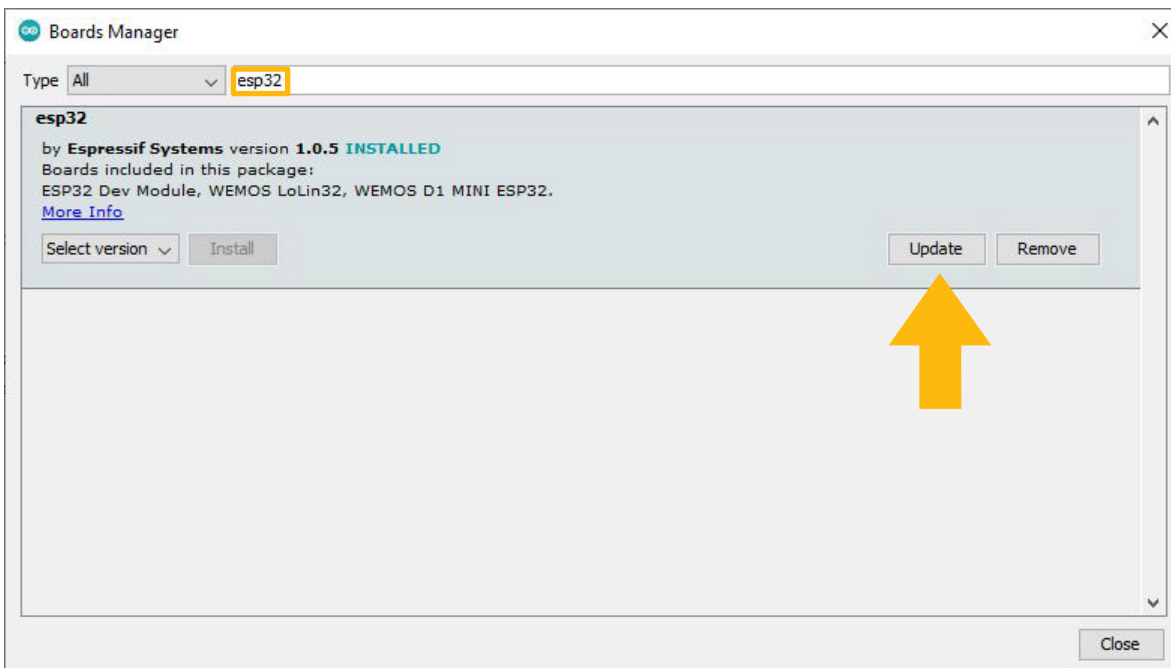 Boards Manager
Type All esp32
esp32
by Espressif Systems version 1.0.5 INSTALLED
Boards included in this package:
ESP32 Dev Module, WEMOS LoLin32, WEMOS D1 MINI ESP32.
More Info
Select version Install Update Remove
Close